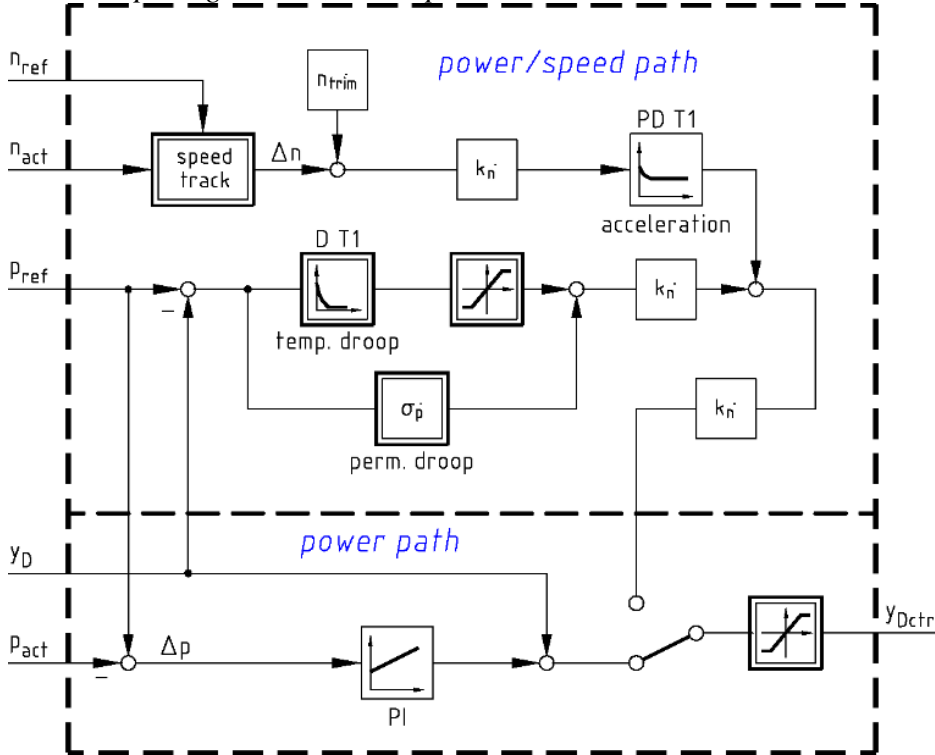 n_ref
power/speed path
n_trim
PD T1
n_act
speed
track
Δn
k_n·
acceleration
D T1
p_ref
−
k_n·
temp. droop
σ_p·
k_n·
perm. droop
power path
y_D
y_Dctr
p_act
−
Δp
PI